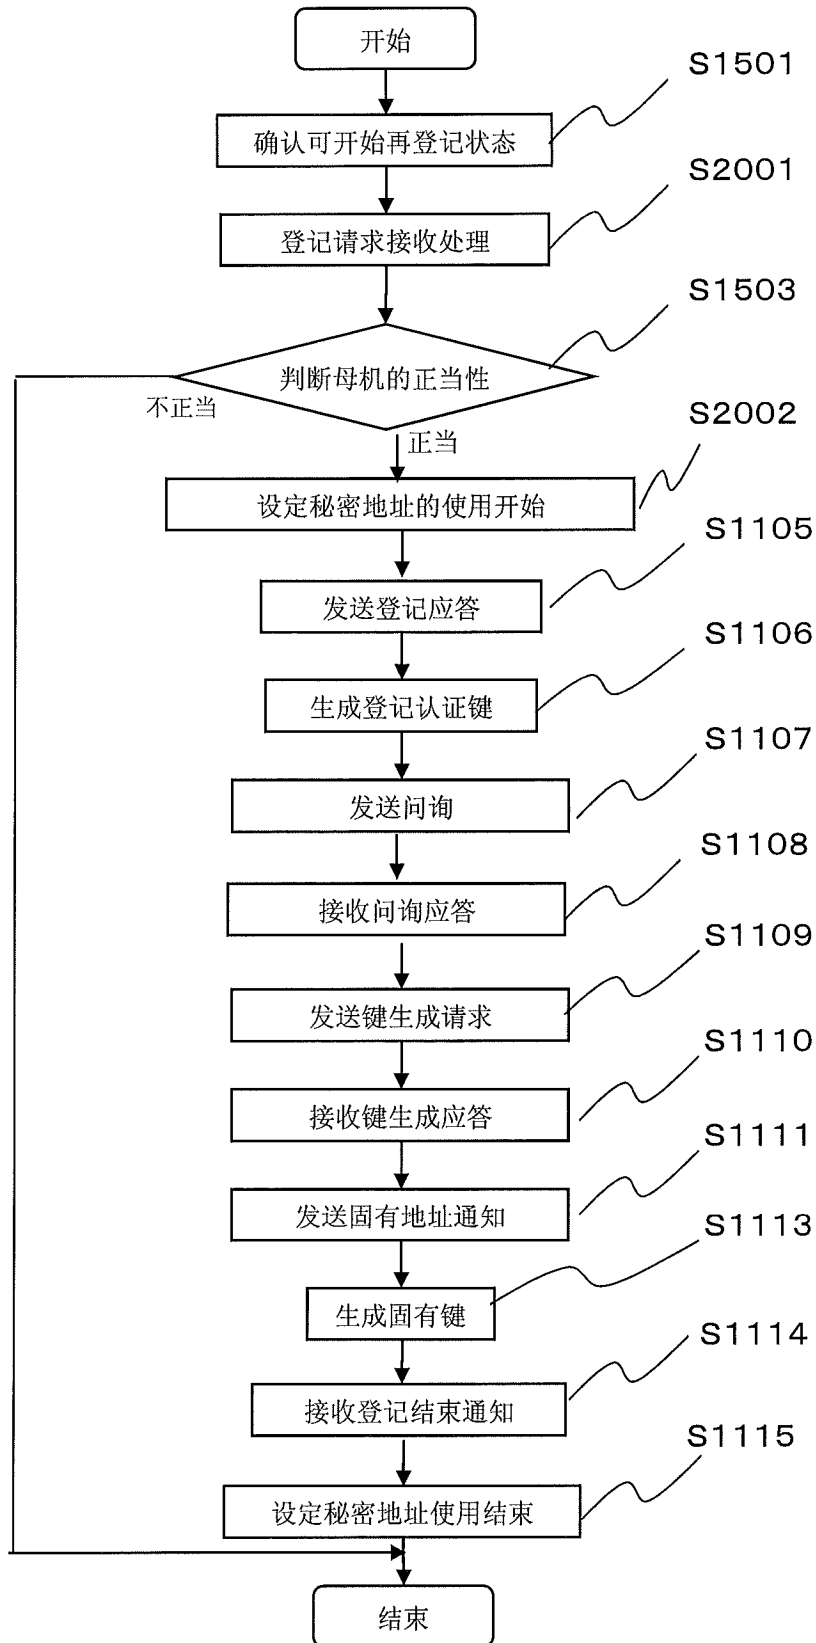 开始
S1501
确认可开始再登记状态
S2001
登记请求接收处理
S1503
判断母机的正当性
不正当
正当
S2002
设定秘密地址的使用开始
S1105
发送登记应答
S1106
生成登记认证键
S1107
发送问询
S1108
接收问询应答
S1109
发送键生成请求
S1110
接收键生成应答
S1111
发送固有地址通知
S1113
生成固有键
S1114
接收登记结束通知
S1115
设定秘密地址使用结束
结束